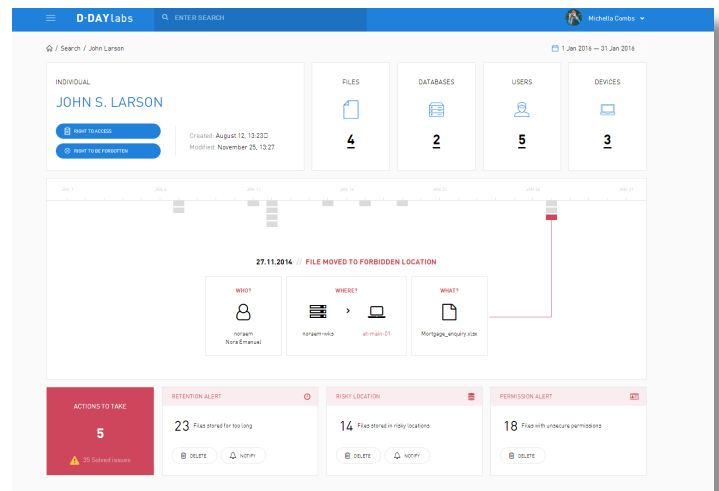 D·DAYlabs
ENTER SEARCH
Michella Combs
/ Search / John Larson
1 Jan 2016 — 31 Jan 2016
INDIVIDUAL
JOHN S. LARSON
RIGHT TO ACCESS
RIGHT TO BE FORGOTTEN
Created: August 12, 13:23
Modified: November 25, 13:27
FILES
4
DATABASES
2
USERS
5
DEVICES
3
27.11.2014 // FILE MOVED TO FORBIDDEN LOCATION
WHO?
noraem
Nora Emanuel
WHERE?
noraem-wks
WHAT?
Mortgage_enquiry.xlsx
ACTIONS TO TAKE
5
RETENTION ALERT
23 Files stored for too long
DELETE
NOTIFY
RISKY LOCATION
14 Files stored in risky locations
DELETE
NOTIFY
PERMISSION ALERT
18 Files with unsecure permissions
DELETE